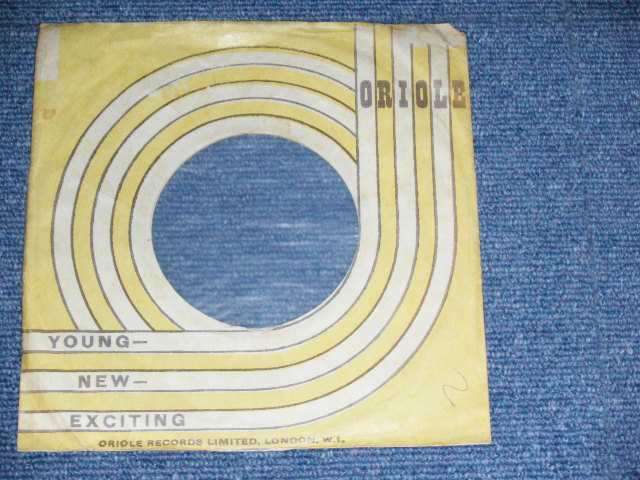 ORIOLE
YOUNG—
NEW—
EXCITING
ORIOLE RECORDS LIMITED, LONDON, W.1.